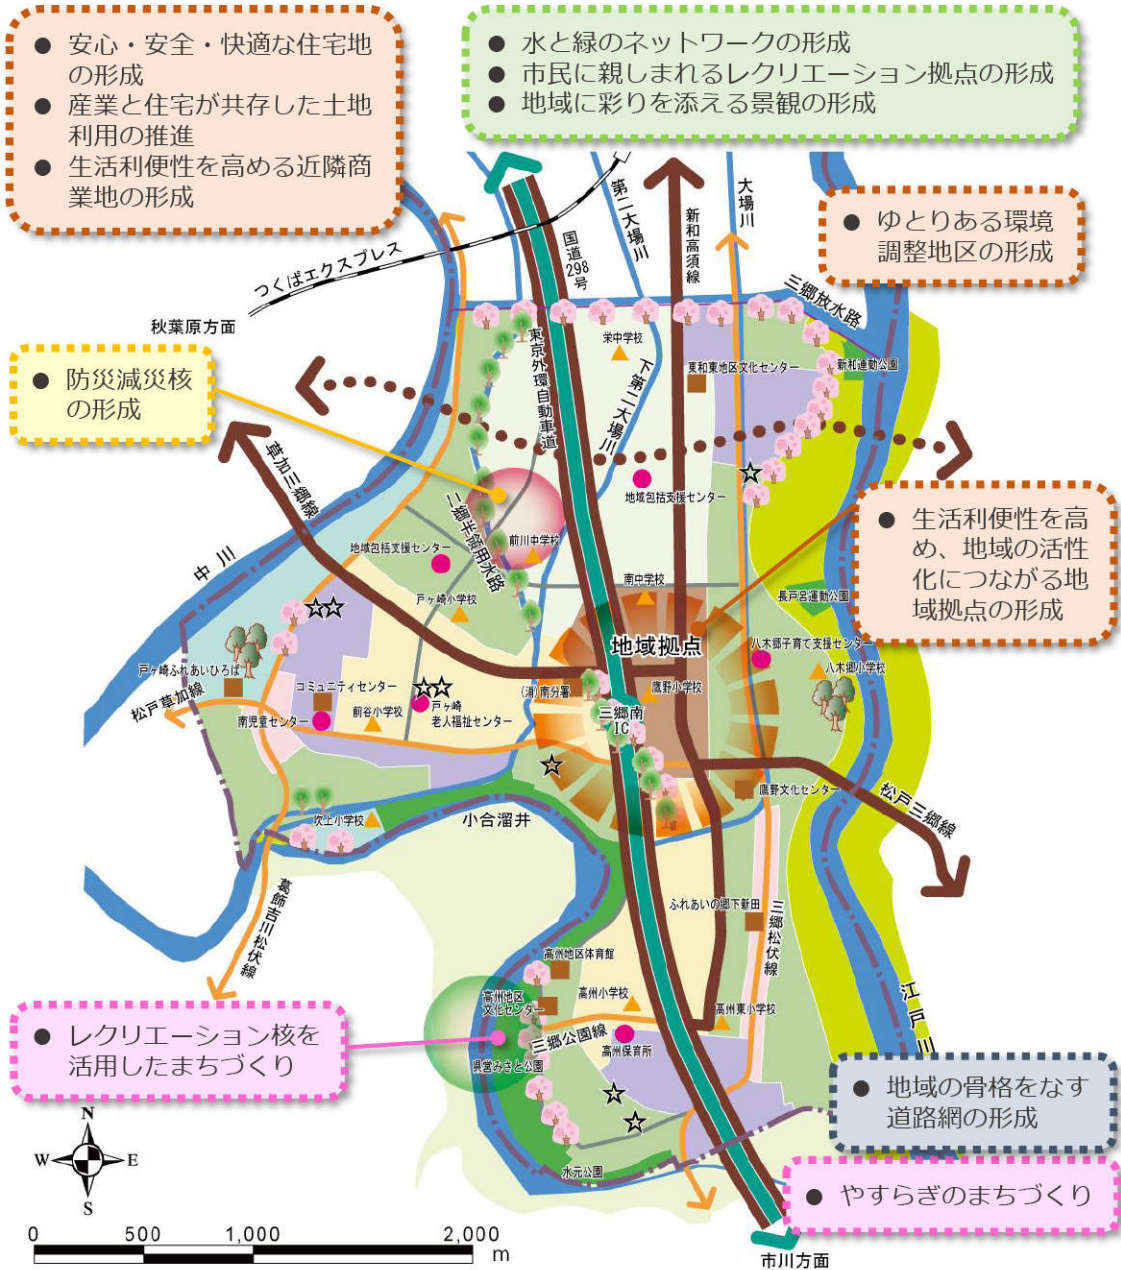 ● 安心・安全・快適な住宅地
の形成
● 産業と住宅が共存した土地
利用の推進
● 生活利便性を高める近隣商
業地の形成
● 水と緑のネットワークの形成
● 市民に親しまれるレクリエーション拠点の形成
● 地域に彩りを添える景観の形成
● ゆとりある環境
調整地区の形成
● 防災減災核
の形成
● 生活利便性を高
め、地域の活性
化につながる地
域拠点の形成
● レクリエーション核を
活用したまちづくり
● 地域の骨格をなす
道路網の形成
● やすらぎのまちづくり
つくばエクスプレス
秋葉原方面
国道298号
第二大場川
新和高須線
大場川
三郷放水路
東京外環自動車道
栄中学校
下第二大場川
東和東地区文化センター
新和運動公園
草加三郷線
中川
二郷半領用水路
地域包括支援センター
地域包括支援センター
前川中学校
戸ヶ崎小学校
南中学校
長戸呂運動公園
地域拠点
八木郷子育て支援センター
八木郷小学校
戸ヶ崎ふれあいひろば
松戸草加線
コミュニティセンター
南児童センター
前谷小学校
戸ヶ崎
老人福祉センター
(消)南分署
鷹野小学校
三郷南
IC
鷹野文化センター
松戸三郷線
吹上小学校
小合溜井
葛飾吉川松伏線
ふれあいの郷下新田
三郷松伏線
高州地区体育館
高州地区
文化センター
高州小学校
高州東小学校
三郷公園線
高州保育所
県営みさと公園
江戸川
水元公園
N
W
E
S
0 500 1,000 2,000
m
市川方面